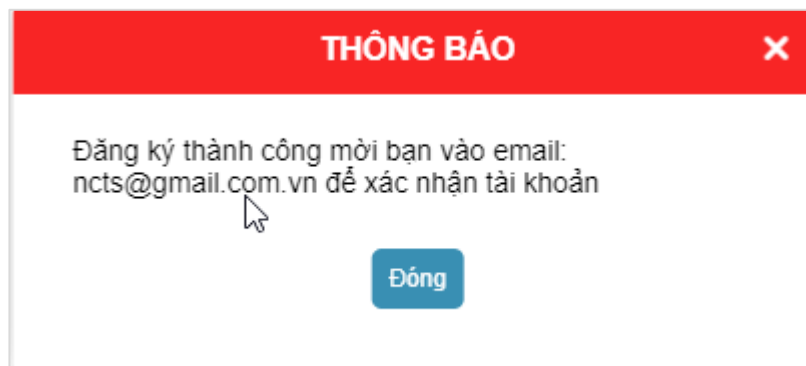 THÔNG BÁO
Đăng ký thành công mời bạn vào email:
ncts@gmail.com.vn để xác nhận tài khoản
Đóng